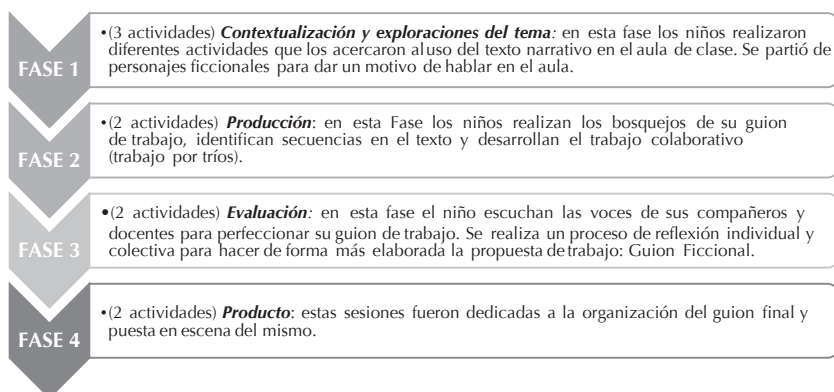 FASE 1
•(3 actividades) Contextualización y exploraciones del tema: en esta fase los niños realizaron
diferentes actividades que los acercaron aluso del texto narrativo en el aula de clase. Se partió de
personajes ficcionales para dar un motivo de hablar en el aula.
FASE 2
•(2 actividades) Producción: en esta Fase los niños realizan los bosquejos de su guion
de trabajo, identifican secuencias en el texto y desarrollan el trabajo colaborativo
(trabajo por tríos).
FASE 3
•(2 actividades) Evaluación: en esta fase el niño escuchan las voces de sus compañeros y
docentes para perfeccionar su guion de trabajo. Se realiza un proceso de reflexión individual y
colectiva para hacer de forma más elaborada la propuesta de trabajo: Guion Ficcional.
FASE 4
•(2 actividades) Producto: estas sesiones fueron dedicadas a la organización del guion final y
puesta en escena del mismo.